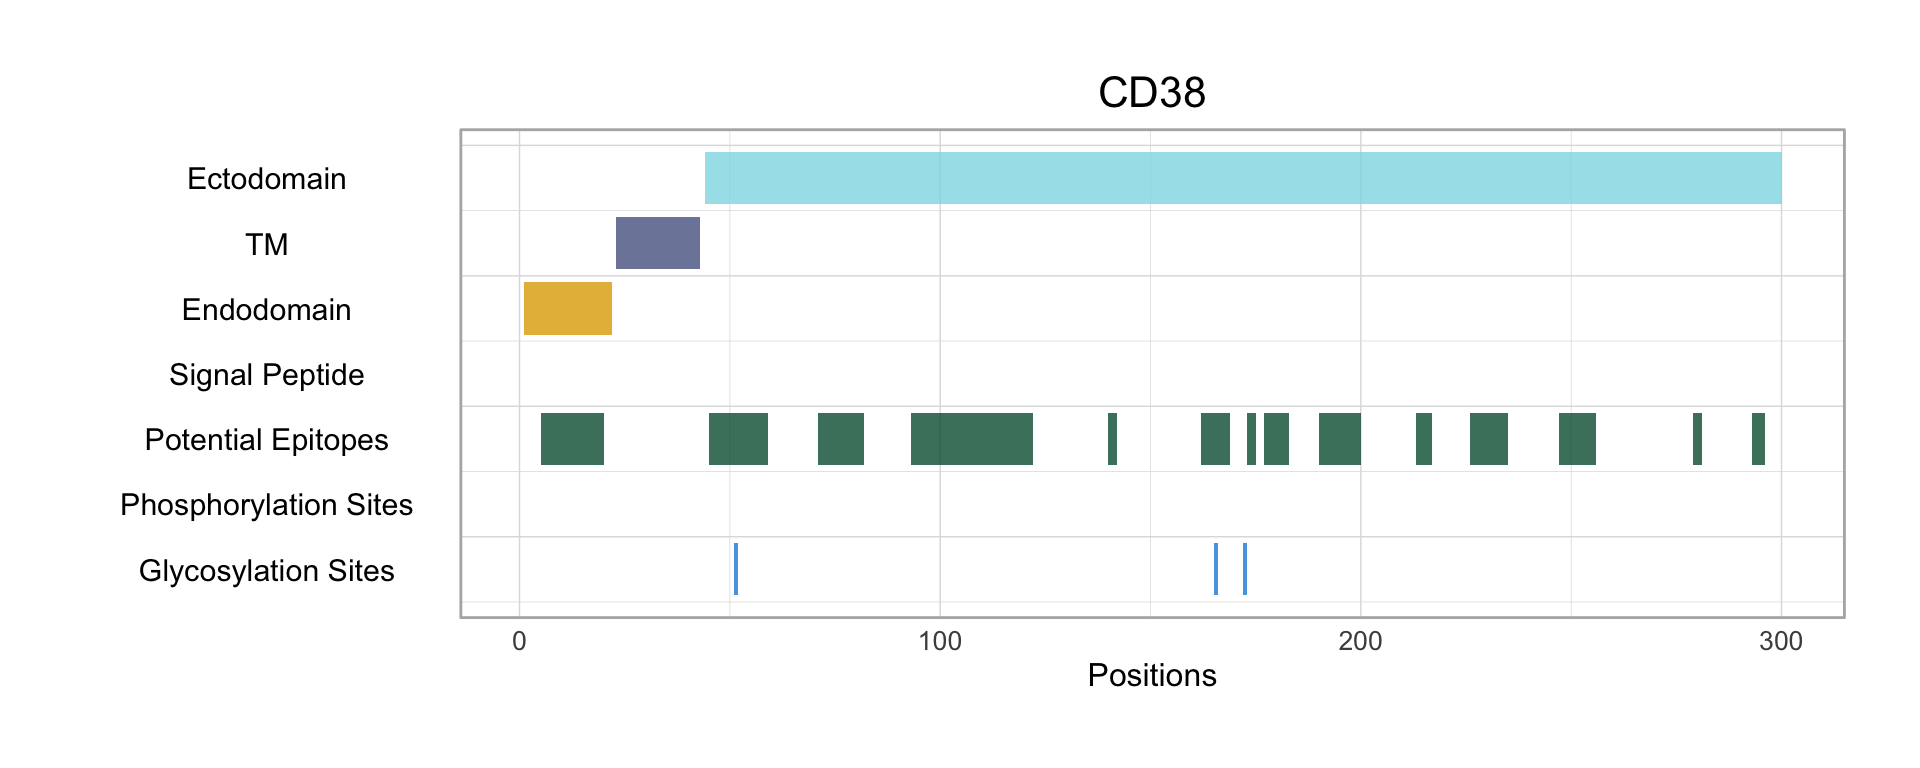 CD38
Ectodomain
TM
Endodomain
Signal Peptide
Potential Epitopes
Phosphorylation Sites
Glycosylation Sites
0 100 200 300
Positions